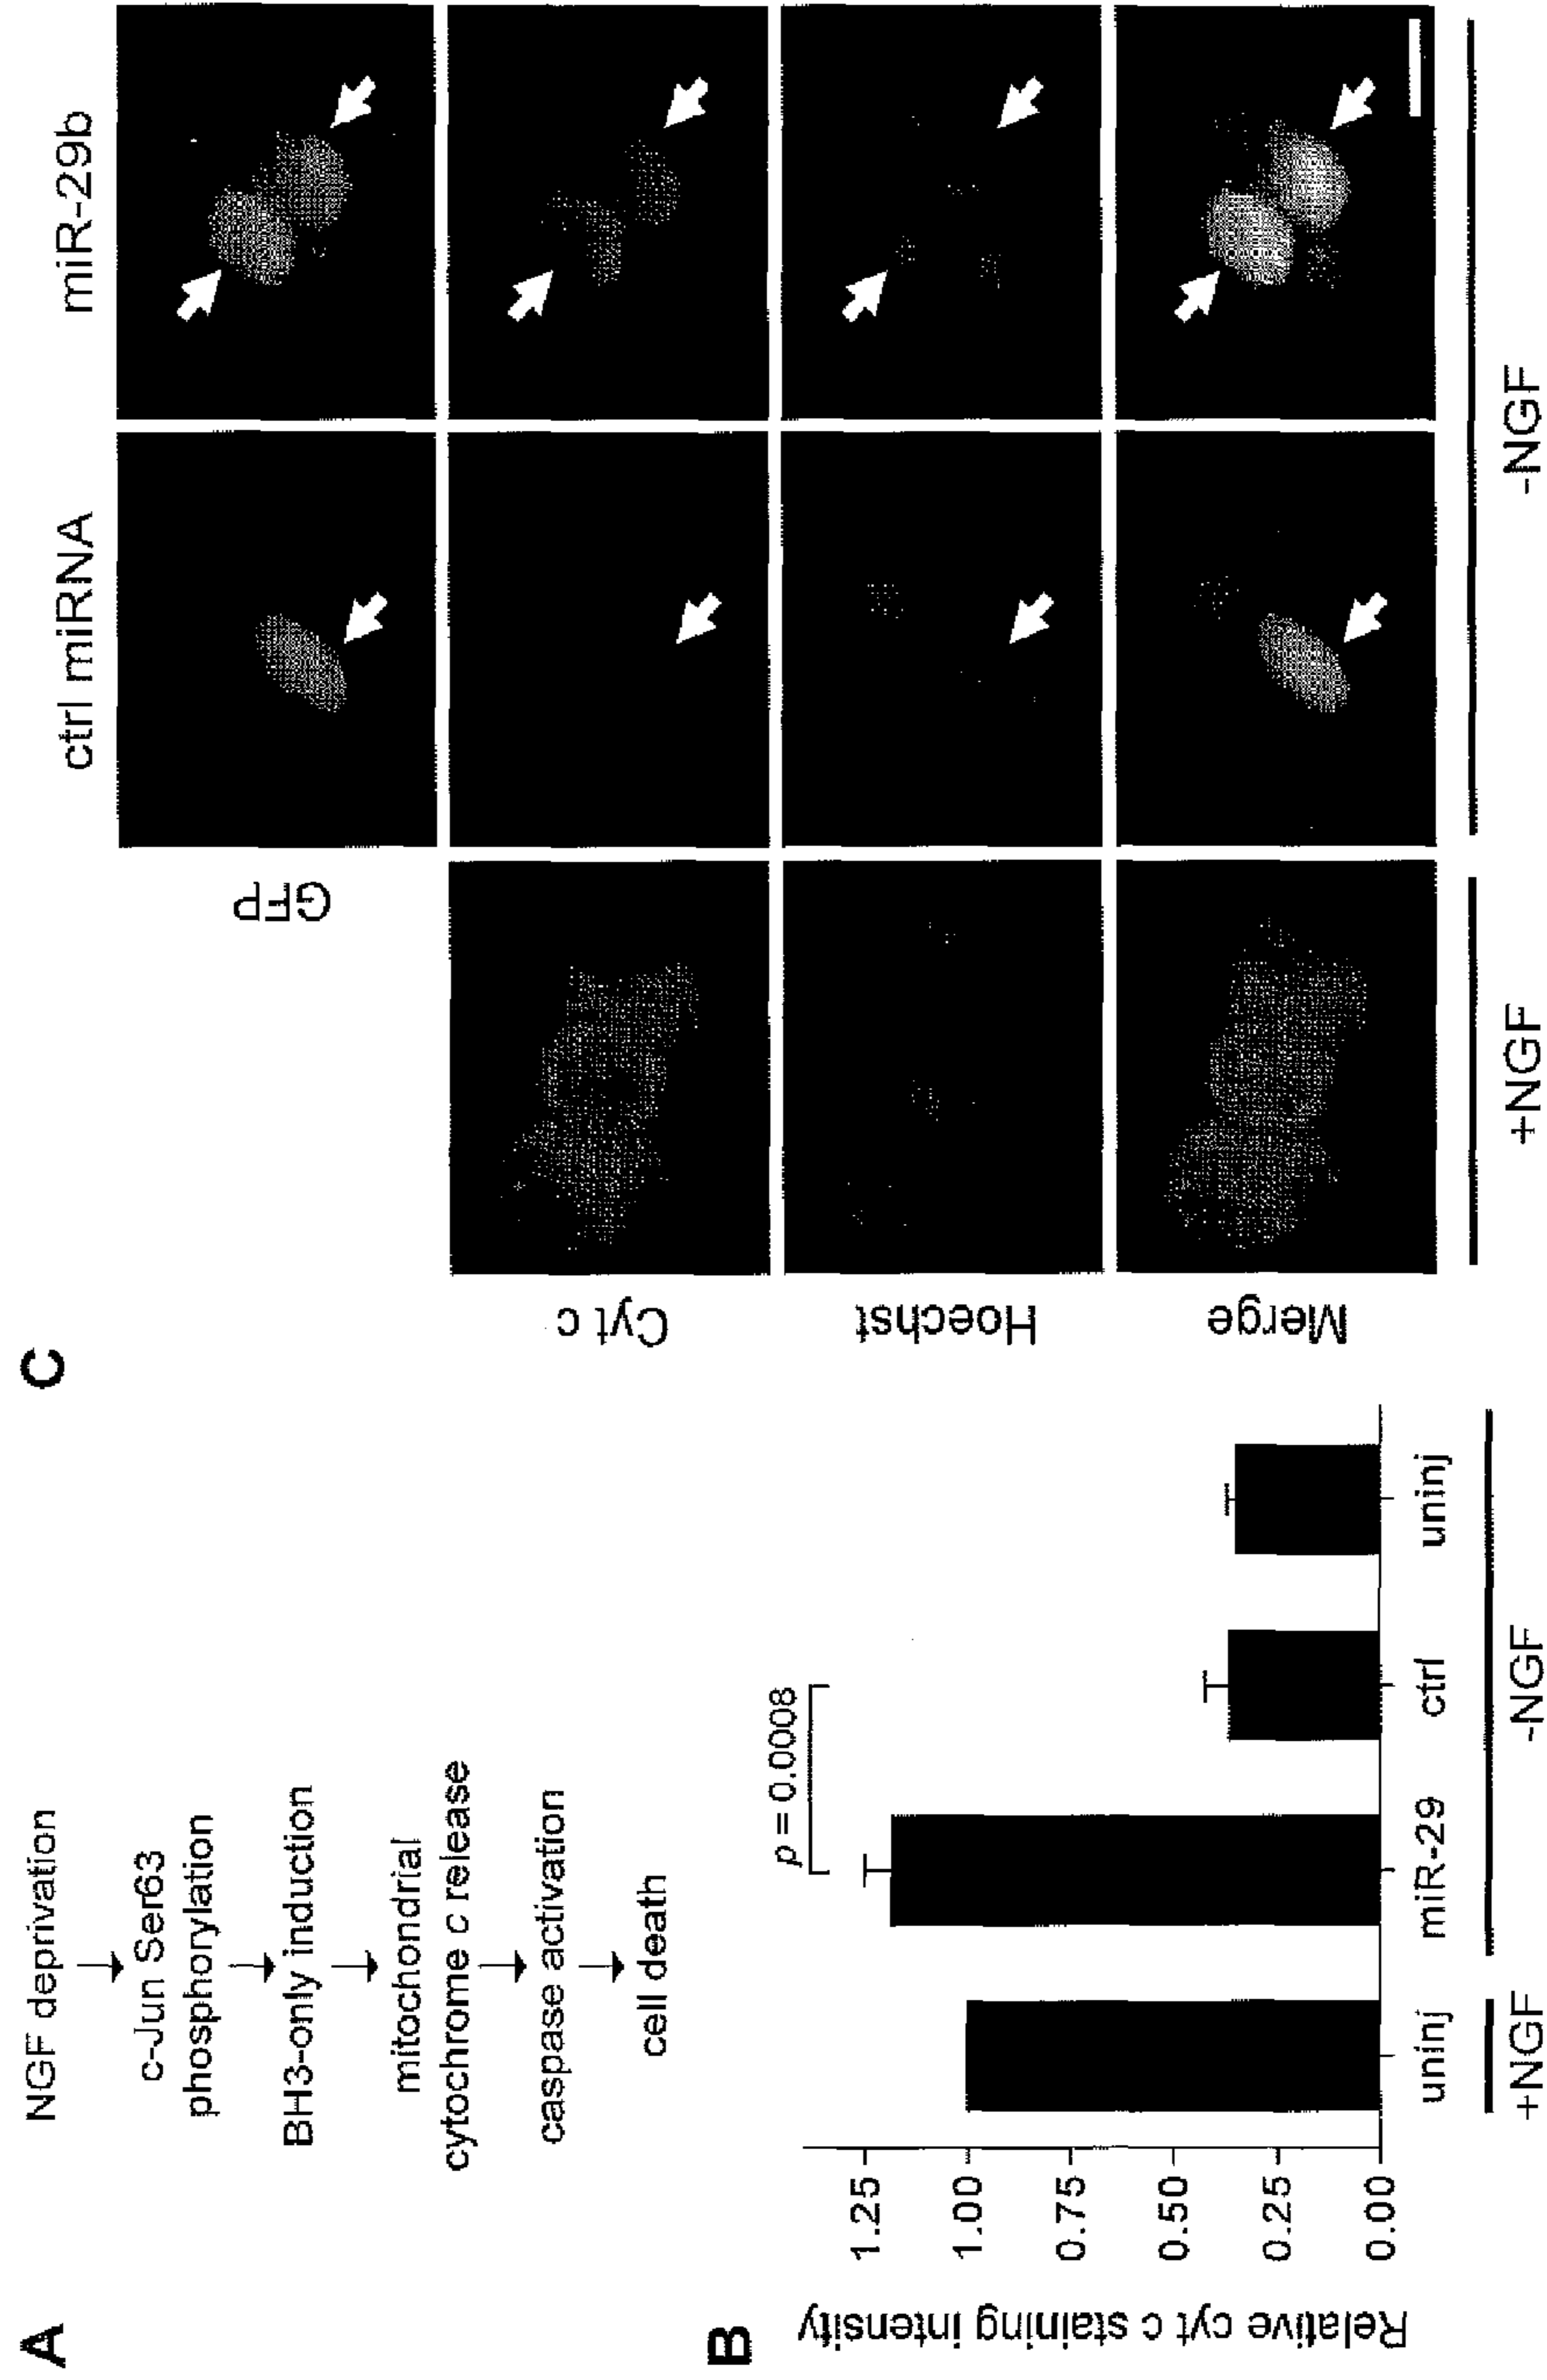 A
NGF deprivation
c-Jun Ser63
phosphorylation
BH3-only induction
mitochondrial
cytochrome c release
caspase activation
cell death
B
Relative cyt c staining intensity
1.25
1.00
0.75
0.50
0.25
0.00
p = 0.0008
uninj
miR-29
ctrl
uninj
+NGF
-NGF
C
ctrl miRNA
miR-29b
GFP
Cyt c
Hoechst
Merge
+NGF
-NGF